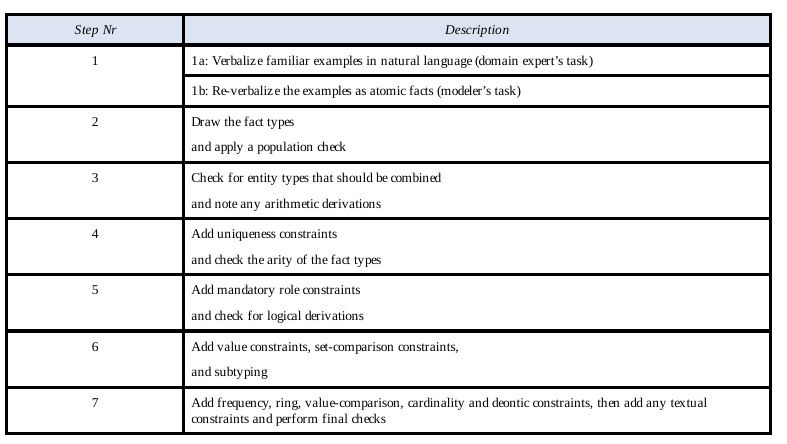 Step Nr Description
1 1a: Verbalize familiar examples in natural language (domain expert’s task)
1b: Re-verbalize the examples as atomic facts (modeler’s task)
2 Draw the fact types
and apply a population check
3 Check for entity types that should be combined
and note any arithmetic derivations
4 Add uniqueness constraints
and check the arity of the fact types
5 Add mandatory role constraints
and check for logical derivations
6 Add value constraints, set-comparison constraints,
and subtyping
7 Add frequency, ring, value-comparison, cardinality and deontic constraints, then add any textual
constraints and perform final checks